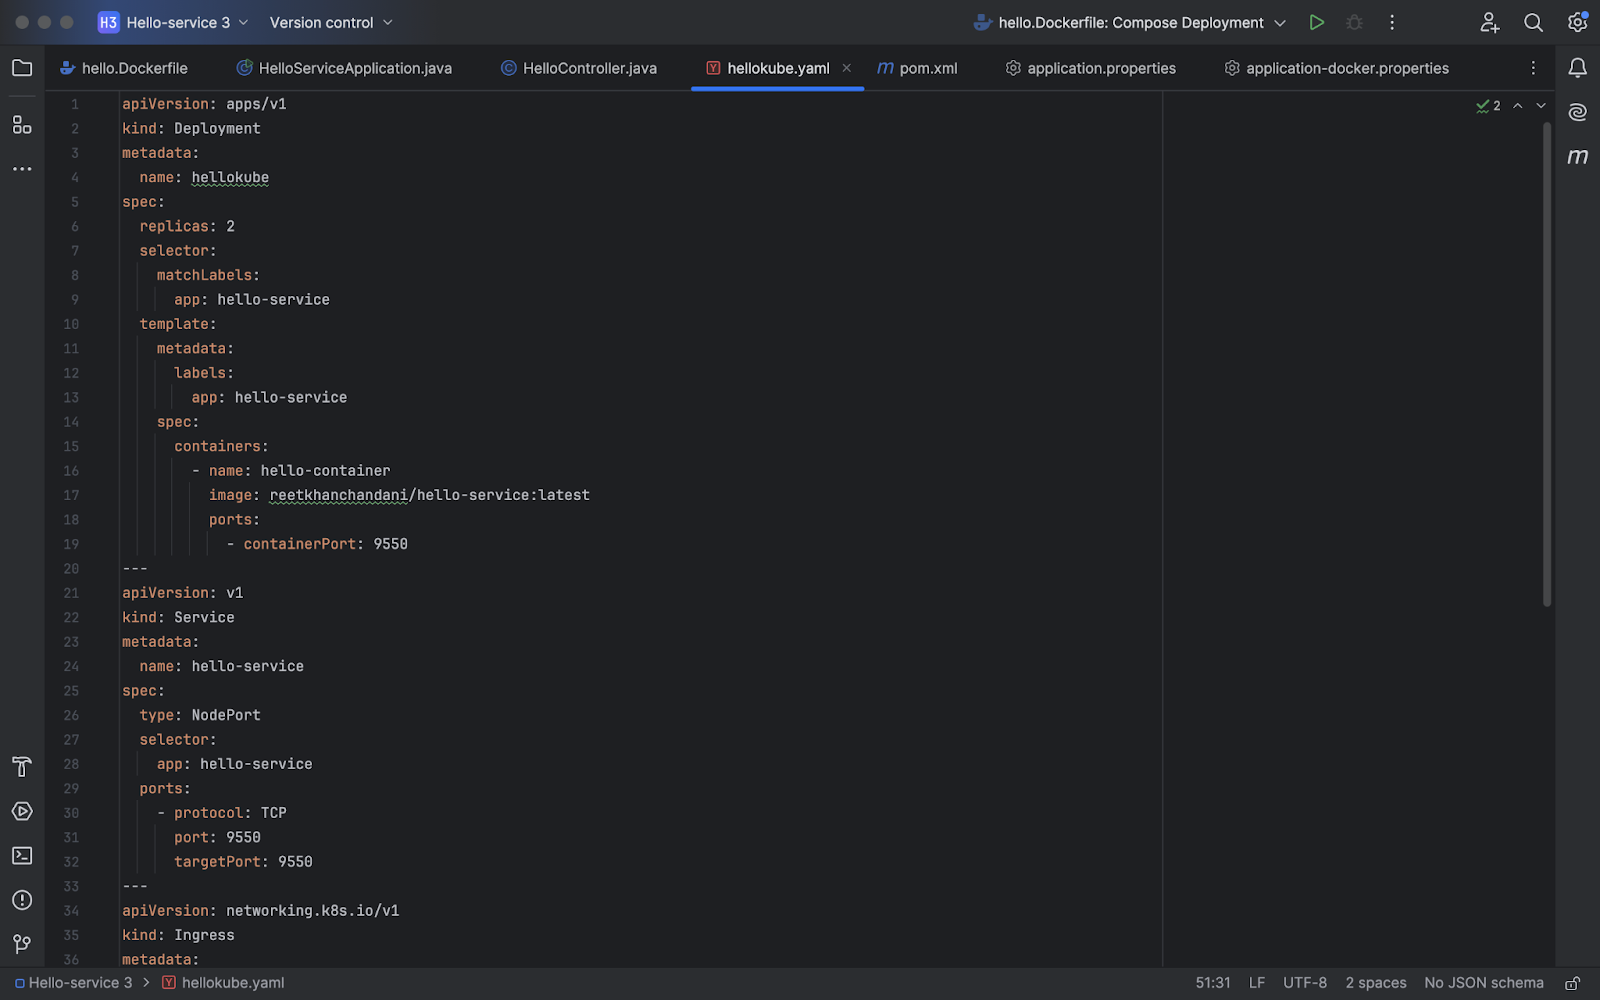 H3 Hello-service 3 Version control hello.Dockerfile: Compose Deployment
hello.Dockerfile HelloServiceApplication.java HelloController.java hellokube.yaml pom.xml application.properties application-docker.properties
2
1 apiVersion: apps/v1
2 kind: Deployment
3 metadata:
4   name: hellokube
5 spec:
6   replicas: 2
7   selector:
8     matchLabels:
9       app: hello-service
10   template:
11     metadata:
12       labels:
13         app: hello-service
14     spec:
15       containers:
16         - name: hello-container
17           image: reetkhanchandani/hello-service:latest
18           ports:
19             - containerPort: 9550
20 ---
21 apiVersion: v1
22 kind: Service
23 metadata:
24   name: hello-service
25 spec:
26   type: NodePort
27   selector:
28     app: hello-service
29   ports:
30     - protocol: TCP
31       port: 9550
32       targetPort: 9550
33 ---
34 apiVersion: networking.k8s.io/v1
35 kind: Ingress
36 metadata:
Hello-service 3 hellokube.yaml 51:31 LF UTF-8 2 spaces No JSON schema